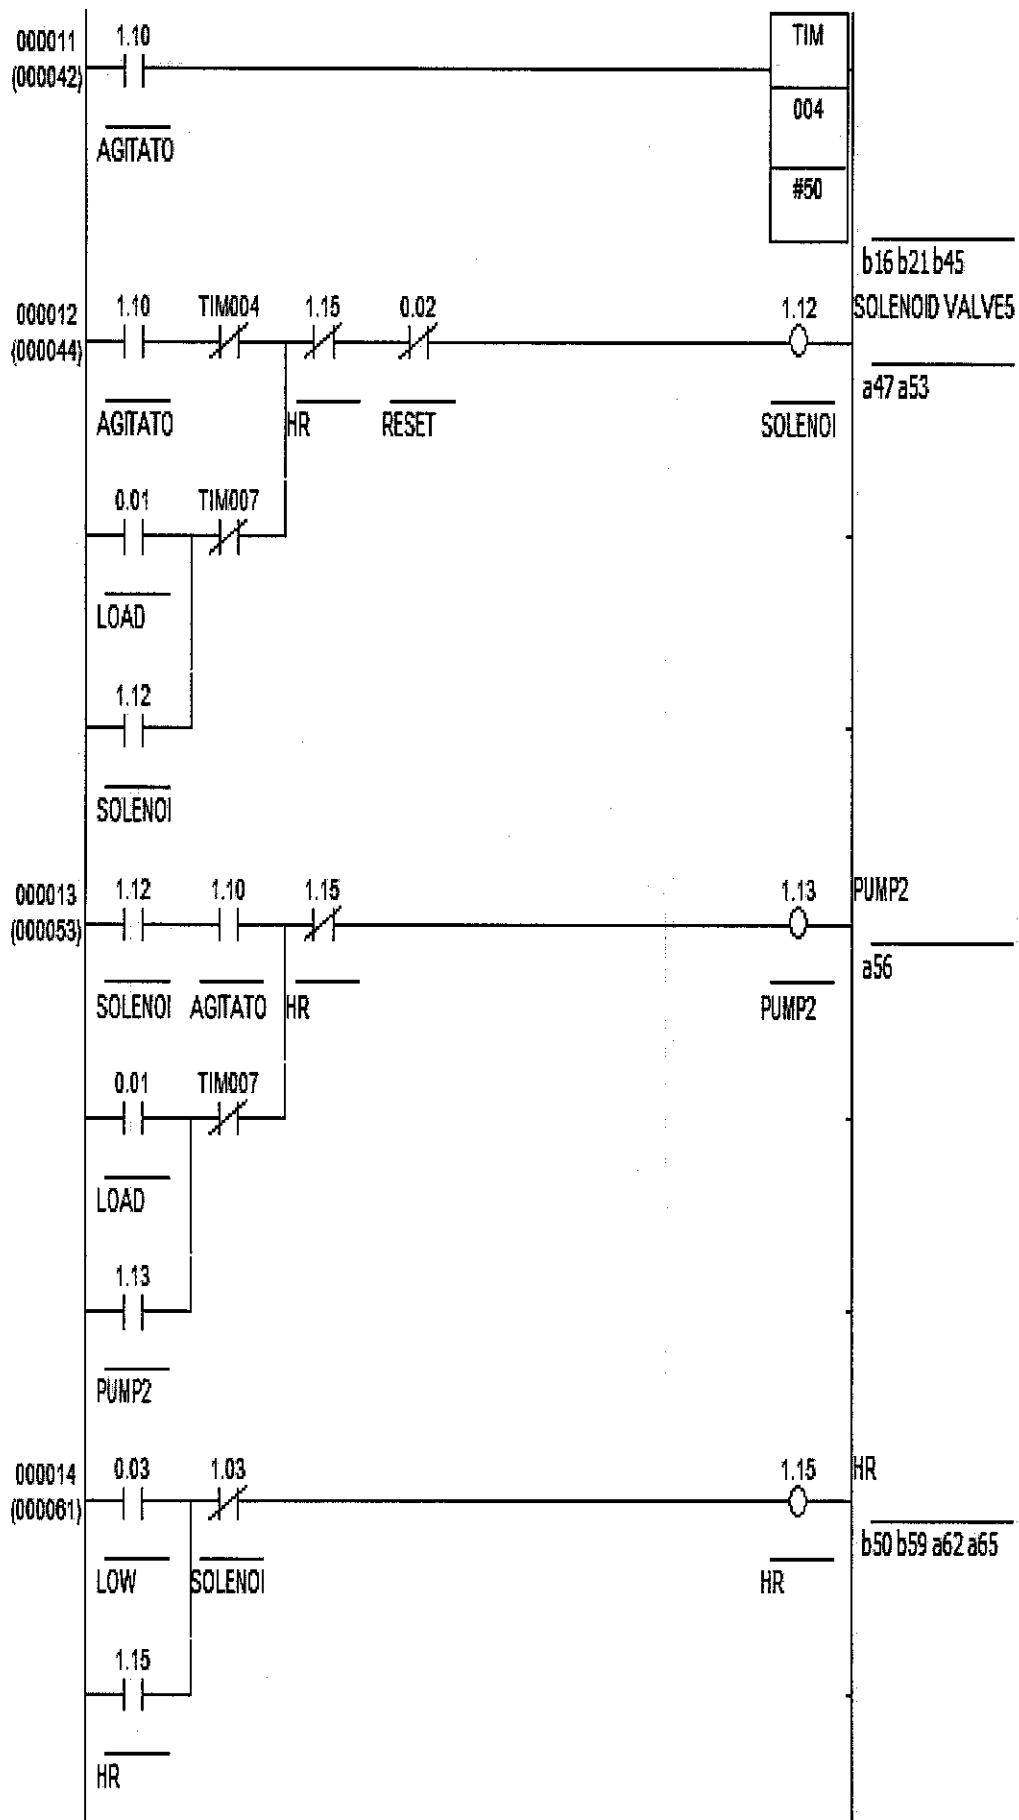 000011
(000042)
1.10
AGITATO
TIM
004
#50
b16 b21 b45
000012
(000044)
1.10 TIM004 1.15 0.02 1.12 SOLENOID VALVE5
a47 a53
AGITATO HR RESET SOLENOI
0.01 TIM007
LOAD
1.12
SOLENOI
000013
(000053)
1.12 1.10 1.15 1.13 PUMP2
a56
SOLENOI AGITATO HR PUMP2
0.01 TIM007
LOAD
1.13
PUMP2
000014
(000061)
0.03 1.03 1.15 HR
b50 b59 a62 a65
LOW SOLENOI HR
1.15
HR